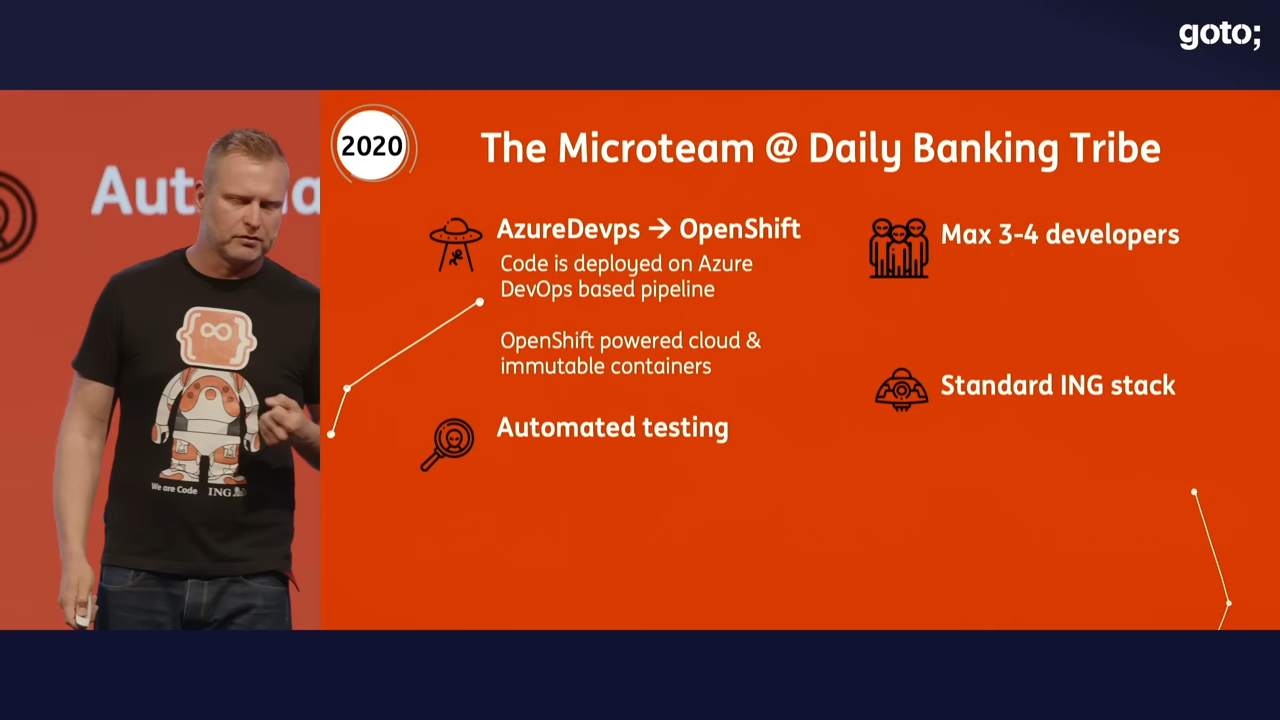 goto;
2020
The Microteam @ Daily Banking Tribe
AzureDevps → OpenShift
Code is deployed on Azure
DevOps based pipeline
OpenShift powered cloud &
immutable containers
Automated testing
Max 3-4 developers
Standard ING stack
Aut
a
We are Code ING